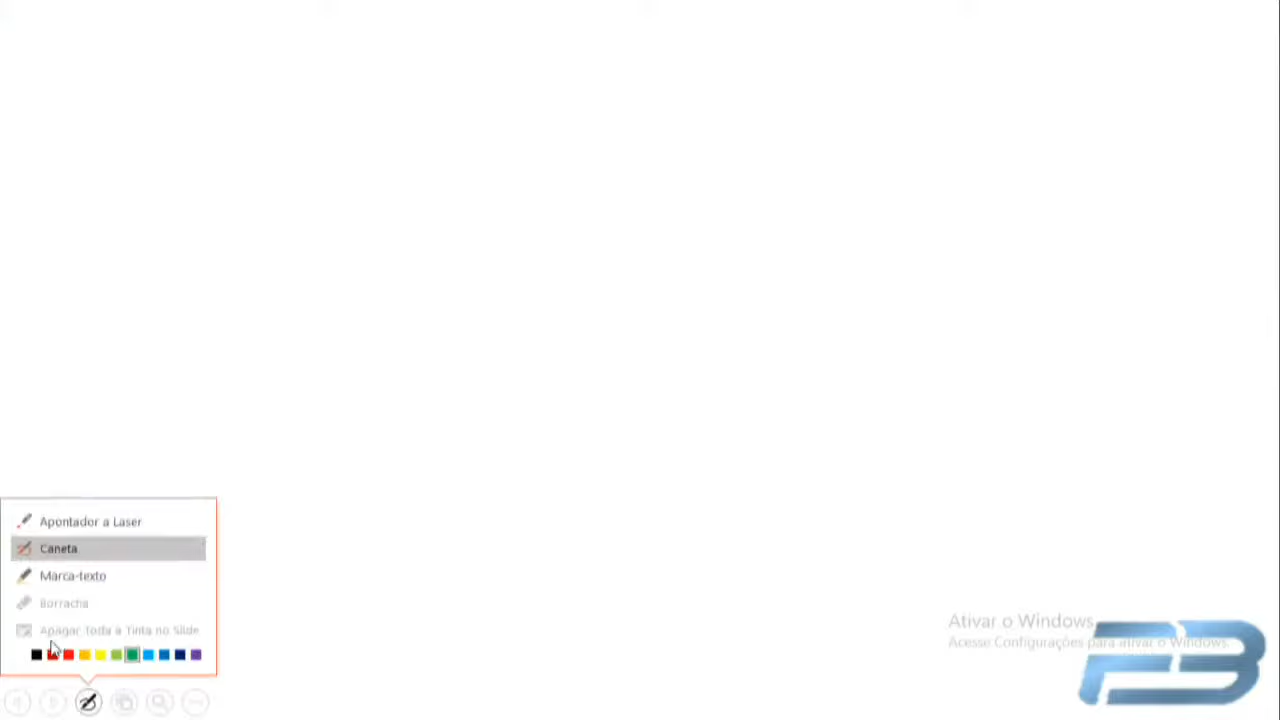 Apontador a Laser
Caneta
Marca-texto
Borracha
Apagar Toda a Tinta no Slide
Ativar o Windows
Acesse Configurações para ativar o Windows.